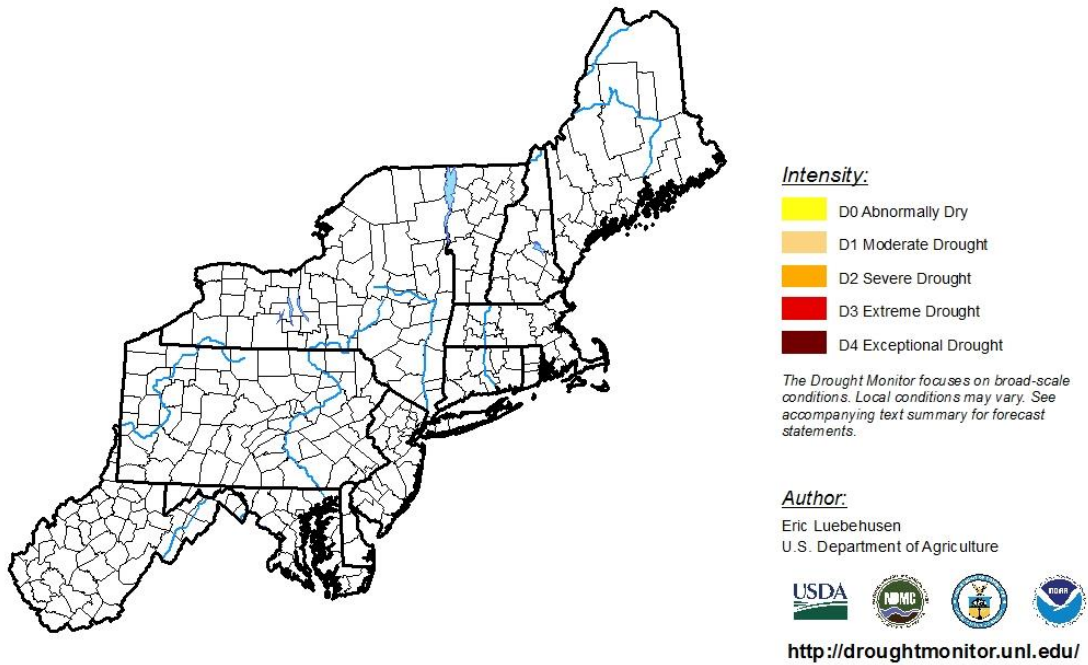 Intensity:
D0 Abnormally Dry
D1 Moderate Drought
D2 Severe Drought
D3 Extreme Drought
D4 Exceptional Drought
The Drought Monitor focuses on broad-scale
conditions. Local conditions may vary. See
accompanying text summary for forecast
statements.
Author:
Eric Luebehusen
U.S. Department of Agriculture
USDA
NDMC
NOAA
http://droughtmonitor.unl.edu/